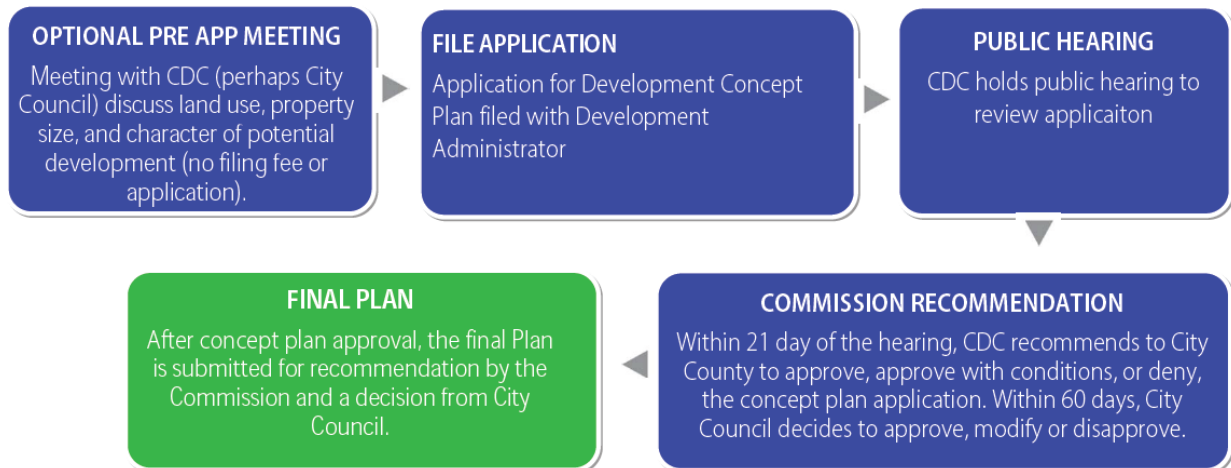 OPTIONAL PRE APP MEETING
Meeting with CDC (perhaps City
Council) discuss land use, property
size, and character of potential
development (no filing fee or
application).
FILE APPLICATION
Application for Development Concept
Plan filed with Development
Administrator
PUBLIC HEARING
CDC holds public hearing to
review applicaiton
COMMISSION RECOMMENDATION
Within 21 day of the hearing, CDC recommends to City
County to approve, approve with conditions, or deny,
the concept plan application. Within 60 days, City
Council decides to approve, modify or disapprove.
FINAL PLAN
After concept plan approval, the final Plan
is submitted for recommendation by the
Commission and a decision from City
Council.